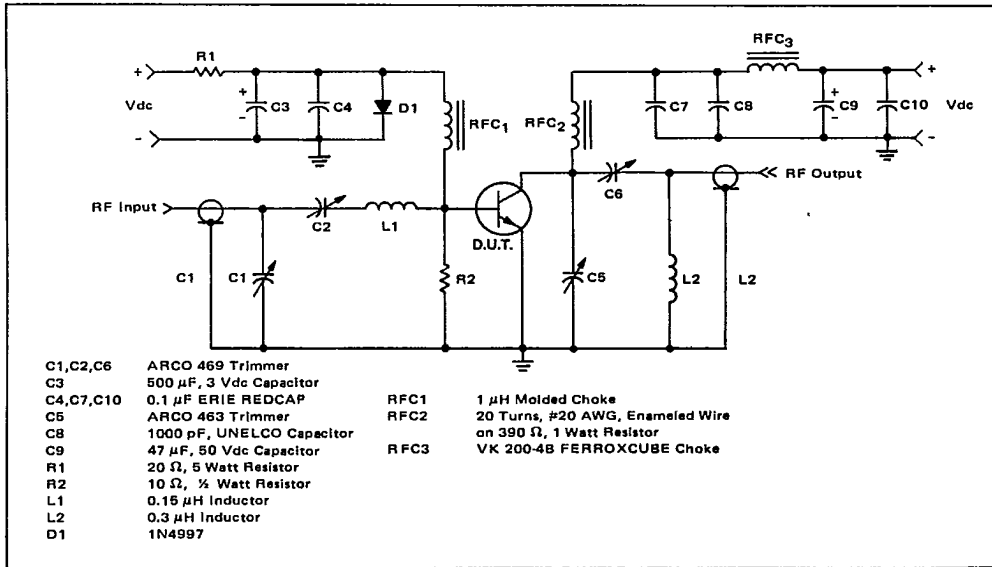 RFC3
R1
+
+
Vdc
+
-
C3
C4
D1
RFC1
RFC2
C7
C8
+
-
C9
C10
Vdc
-
-
RF Input
C2
L1
D.U.T.
C6
RF Output
C1
C1
R2
C5
L2
L2
C1,C2,C6 ARCO 469 Trimmer
C3 500 μF, 3 Vdc Capacitor
C4,C7,C10 0.1 μF ERIE REDCAP
C5 ARCO 463 Trimmer
C8 1000 pF, UNELCO Capacitor
C9 47 μF, 50 Vdc Capacitor
R1 20 Ω, 5 Watt Resistor
R2 10 Ω, ½ Watt Resistor
L1 0.15 μH Inductor
L2 0.3 μH Inductor
D1 1N4997
RFC1 1 μH Molded Choke
RFC2 20 Turns, #20 AWG, Enameled Wire
on 390 Ω, 1 Watt Resistor
RFC3 VK 200-4B FERROXCUBE Choke